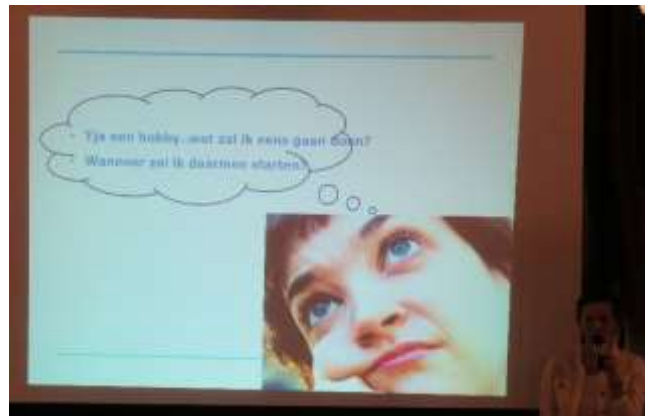 - Tja een hobby, wat zal ik eens gaan doen?
- Wanneer zal ik daarmee starten?